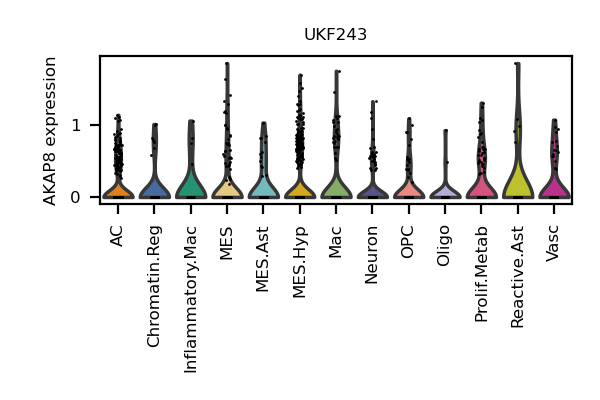 UKF243
AKAP8 expression
1
0
AC
Chromatin.Reg
Inflammatory.Mac
MES
MES.Ast
MES.Hyp
Mac
Neuron
OPC
Oligo
Prolif.Metab
Reactive.Ast
Vasc